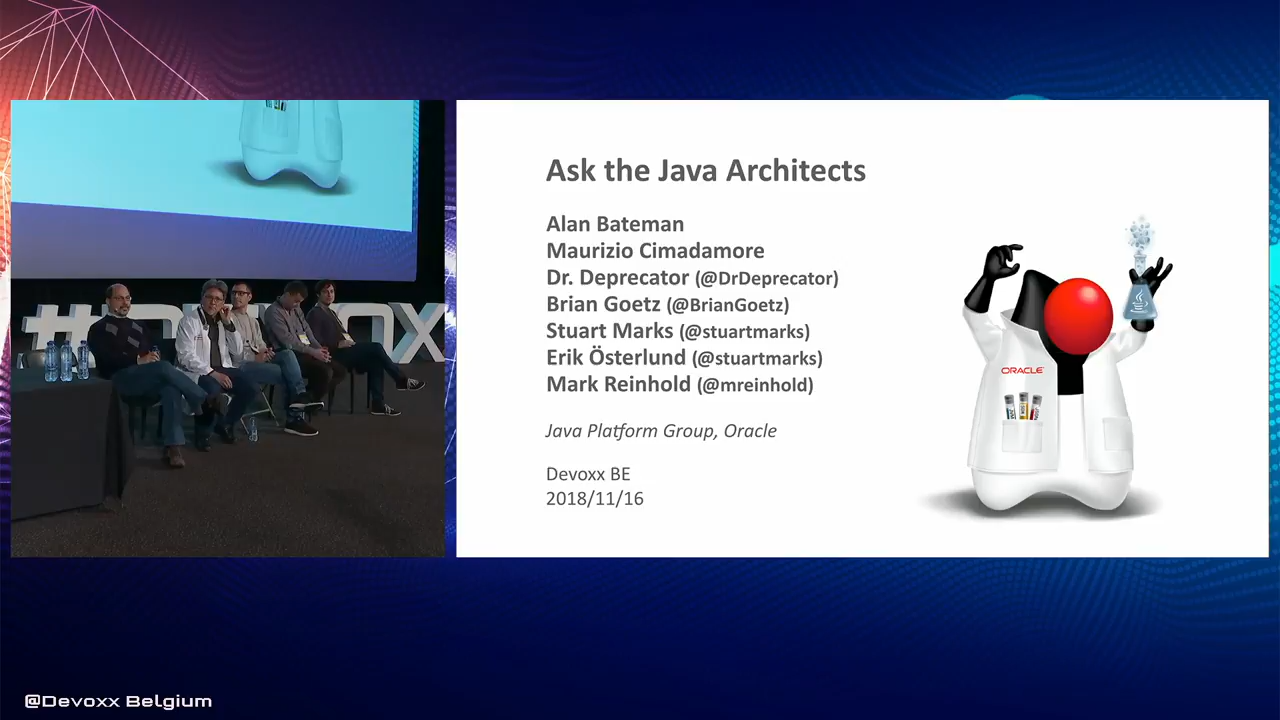 Ask the Java Architects
Alan Bateman
Maurizio Cimadamore
Dr. Deprecator (@DrDeprecator)
Brian Goetz (@BrianGoetz)
Stuart Marks (@stuartmarks)
Erik Österlund (@stuartmarks)
Mark Reinhold (@mreinhold)
Java Platform Group, Oracle
Devoxx BE
2018/11/16
ORACLE
@Devoxx Belgium